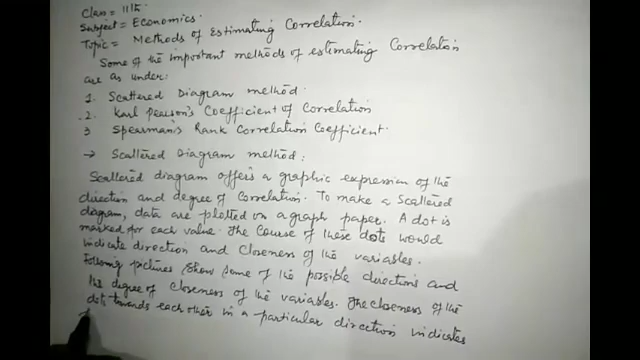 Class = 11th.
Subject = Economics.
Topic = Methods of Estimating Correlation.
Some of the important methods of estimating Correlation
are as under:
1. Scattered Diagram method.
2. Karl Pearson's Coefficient of Correlation
3 Spearman's Rank Correlation Coefficient.
→ Scattered Diagram method:
Scattered diagram offers a graphic expression of the
direction and degree of Correlation. To make a Scattered
diagram, data are plotted on a graph paper. A dot is
marked for each value. The Course of these dots would
indicate direction and Closeness of the variables.
Following pictures show some of the possible directions and
the degree of Closeness of the variables. The closeness of the
dots towards each other in a particular direction indicates